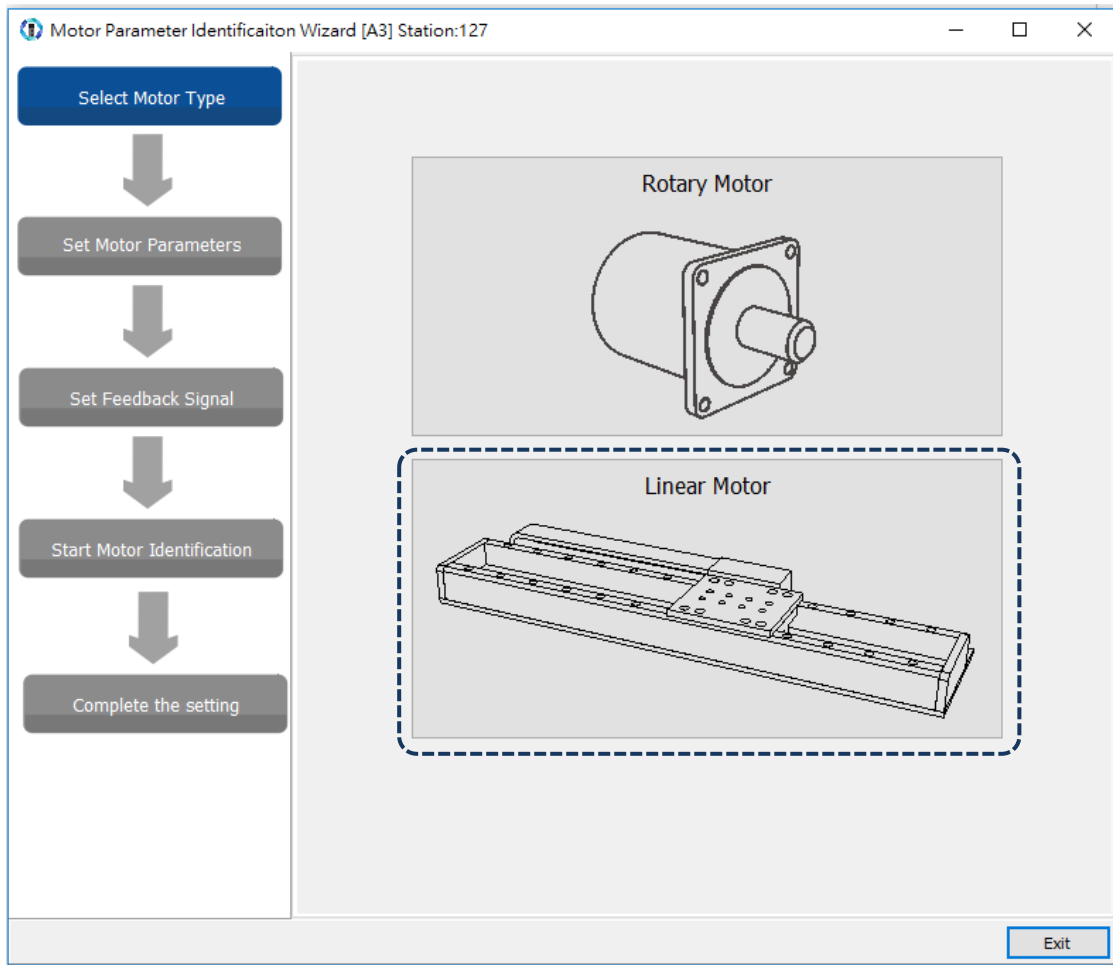 Motor Parameter Identificaiton Wizard [A3] Station:127
Select Motor Type
Set Motor Parameters
Set Feedback Signal
Start Motor Identification
Complete the setting
Rotary Motor
Linear Motor
Exit